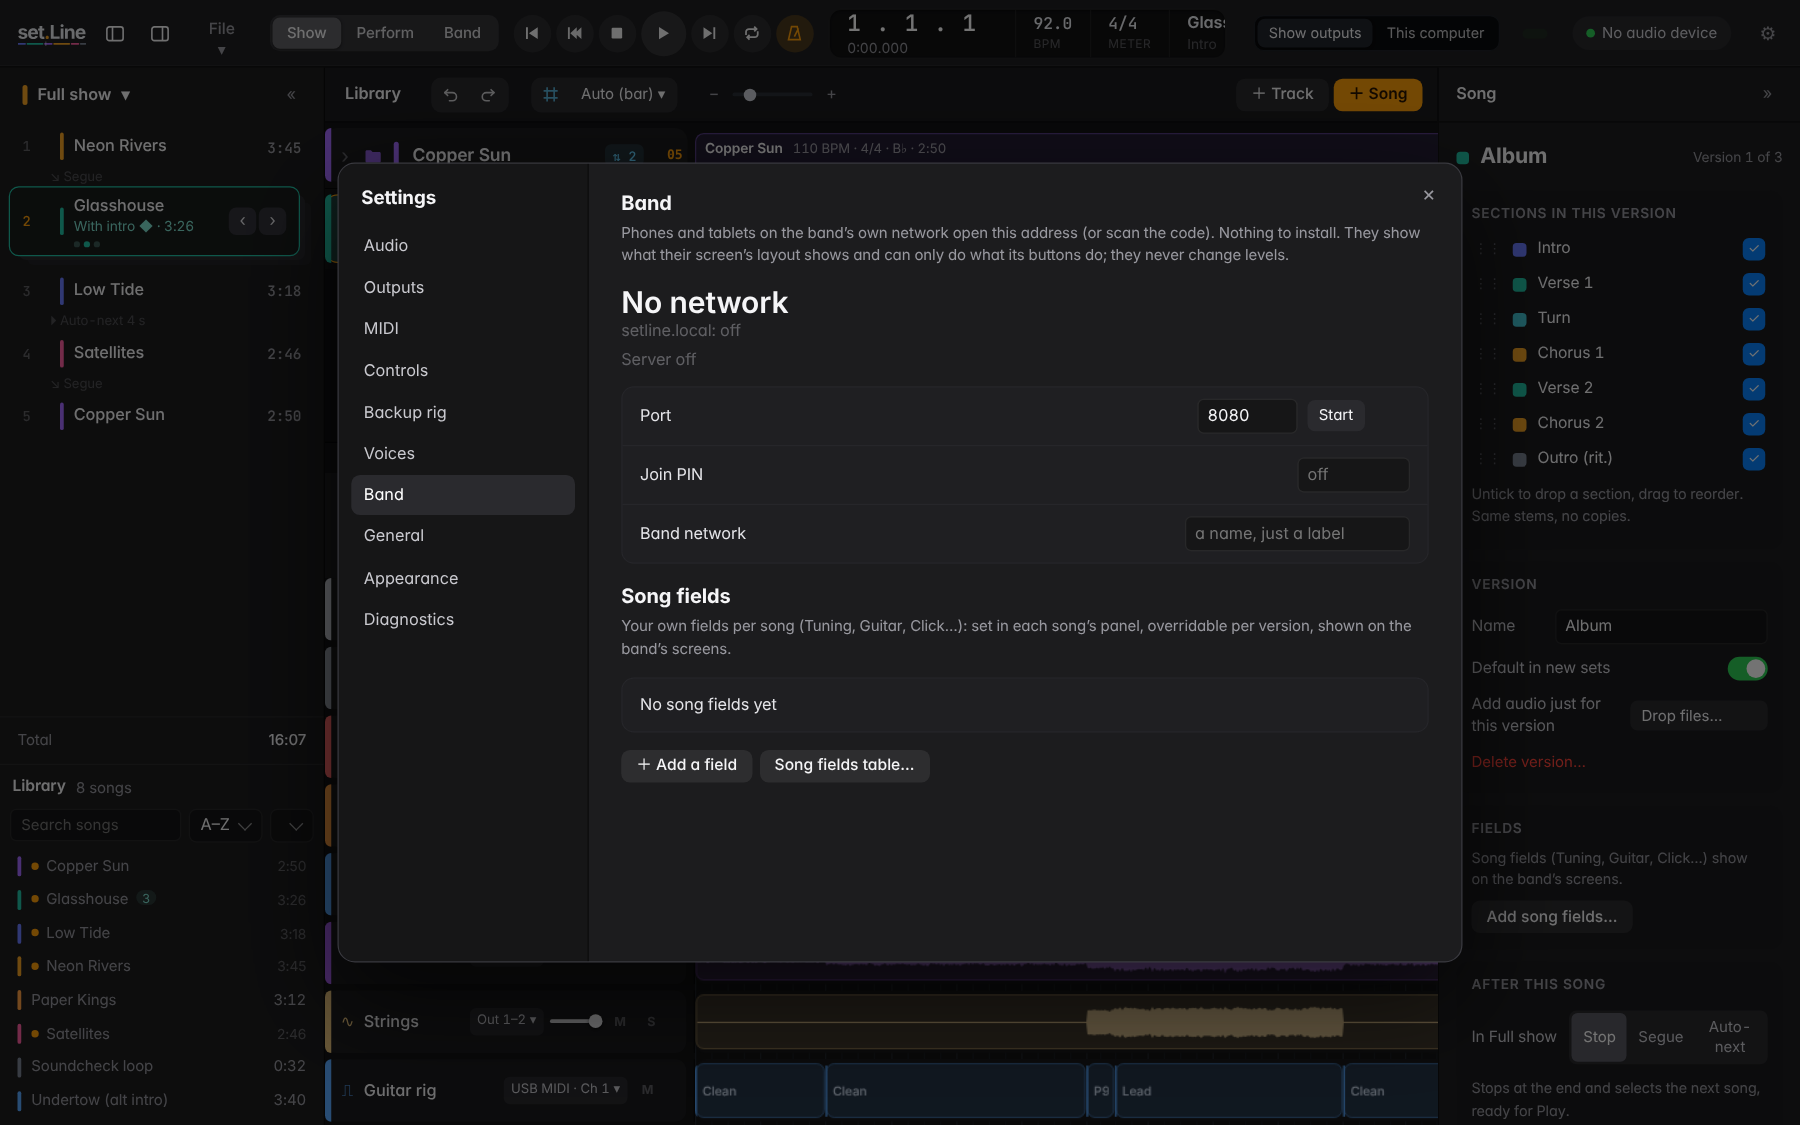 set.Line
File
▼
Show
Perform
Band
1 . 1 . 1
0:00.000
92.0
BPM
4/4
METER
Glass
Intro
Show outputs
This computer
No audio device
Full show ▼
«
Library
Auto (bar) ▾
−
+
+ Track
+ Song
Song
»
1
Neon Rivers
3:45
Segue
2
Glasshouse
With intro ◆ · 3:26
3
Low Tide
3:18
Auto-next 4 s
4
Satellites
2:46
Segue
5
Copper Sun
2:50
Total
16:07
Library
8 songs
Search songs
A–Z
Copper Sun
2:50
Glasshouse
3
3:26
Low Tide
3:18
Neon Rivers
3:45
Paper Kings
3:12
Satellites
2:46
Soundcheck loop
0:32
Undertow (alt intro)
3:40
Copper Sun
2
05
Copper Sun
110 BPM · 4/4 · B♭ · 2:50
Settings
Audio
Outputs
MIDI
Controls
Backup rig
Voices
Band
General
Appearance
Diagnostics
Band
Phones and tablets on the band’s own network open this address (or scan the code). Nothing to install. They show
what their screen’s layout shows and can only do what its buttons do; they never change levels.
No network
setline.local: off
Server off
Port
8080
Start
Join PIN
off
Band network
a name, just a label
Song fields
Your own fields per song (Tuning, Guitar, Click…): set in each song’s panel, overridable per version, shown on the
band’s screens.
No song fields yet
+ Add a field
Song fields table…
Strings
Out 1–2 ▾
M
S
Guitar rig
USB MIDI · Ch 1 ▾
M
Clean
Clean
P9
Lead
Clean
Album
Version 1 of 3
SECTIONS IN THIS VERSION
Intro
Verse 1
Turn
Chorus 1
Verse 2
Chorus 2
Outro (rit.)
Untick to drop a section, drag to reorder.
Same stems, no copies.
VERSION
Name
Album
Default in new sets
Add audio just for
this version
Drop files…
Delete version…
FIELDS
Song fields (Tuning, Guitar, Click…) show
on the band’s screens.
Add song fields…
AFTER THIS SONG
In Full show
Stop
Segue
Auto-
next
Stops at the end and selects the next song,
ready for Play.